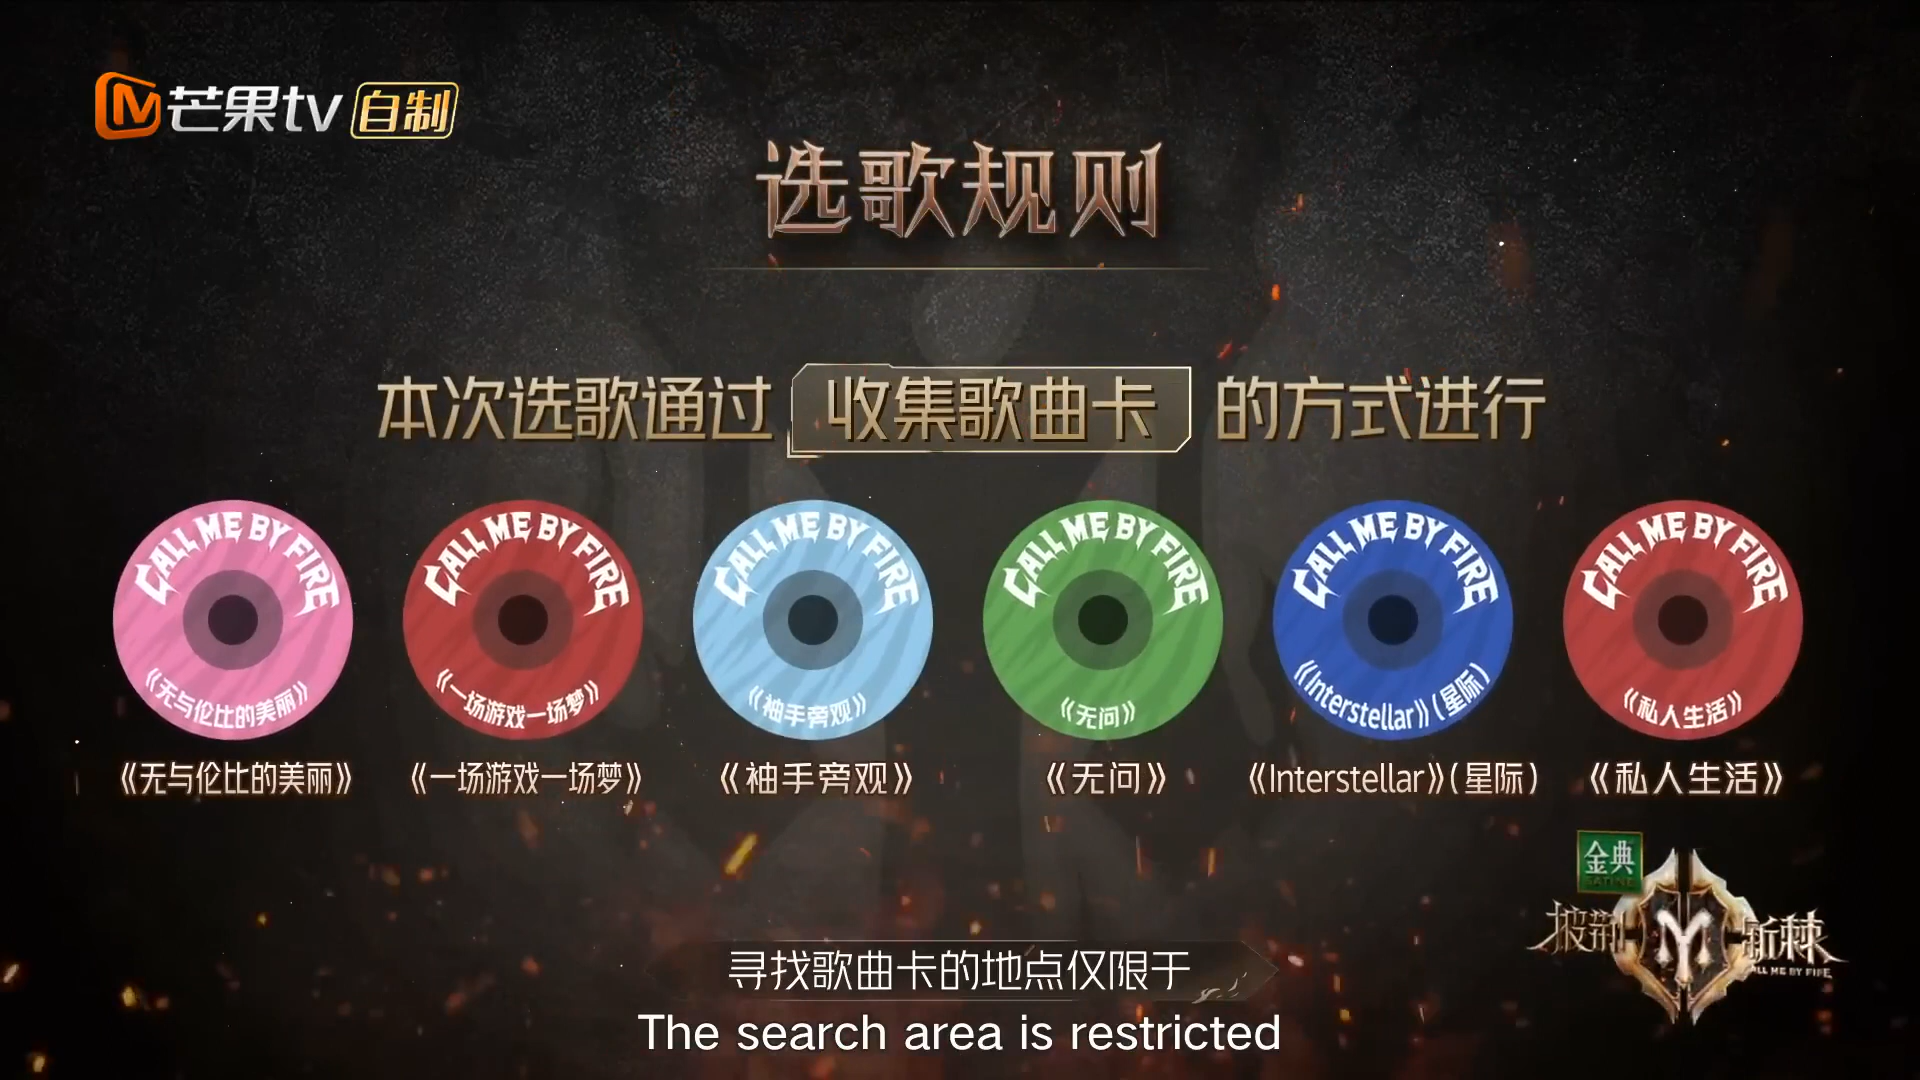 芒果tv 自制
选歌规则
本次选歌通过 收集歌曲卡 的方式进行
CALL ME BY FIRE
《无与伦比的美丽》
CALL ME BY FIRE
《一场游戏一场梦》
CALL ME BY FIRE
《袖手旁观》
CALL ME BY FIRE
《无问》
CALL ME BY FIRE
《Interstellar》(星际)
CALL ME BY FIRE
《私人生活》
《无与伦比的美丽》
《一场游戏一场梦》
《袖手旁观》
《无问》
《Interstellar》(星际)
《私人生活》
金典
SATINE
披荆斩棘
CALL ME BY FIRE
寻找歌曲卡的地点仅限于
The search area is restricted